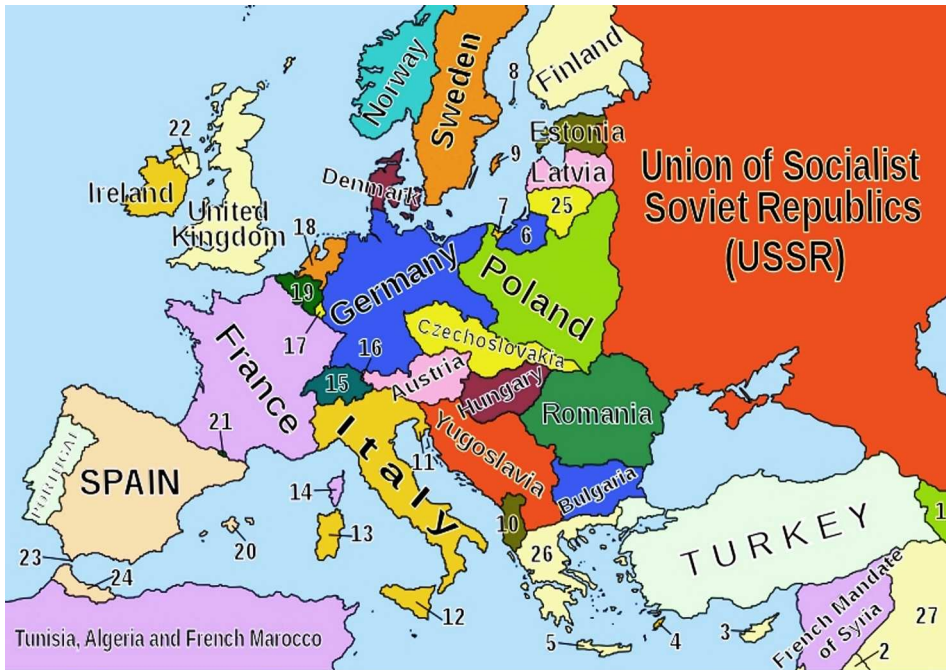 Norway
Sweden
8
Finland
22
Estonia
9
Latvia
Union of Socialist
Soviet Republics
(USSR)
Ireland
Denmark
United
Kingdom
7
25
18
6
Germany
Poland
19
17
16
Czechoslovakia
France
15
Austria
Hungary
Romania
Italy
Yugoslavia
21
11
PORTUGAL
SPAIN
14
Bulgaria
10
13
20
26
TURKEY
1
23
24
12
5
4
3
French Mandate
of Syria
27
2
Tunisia, Algeria and French Marocco